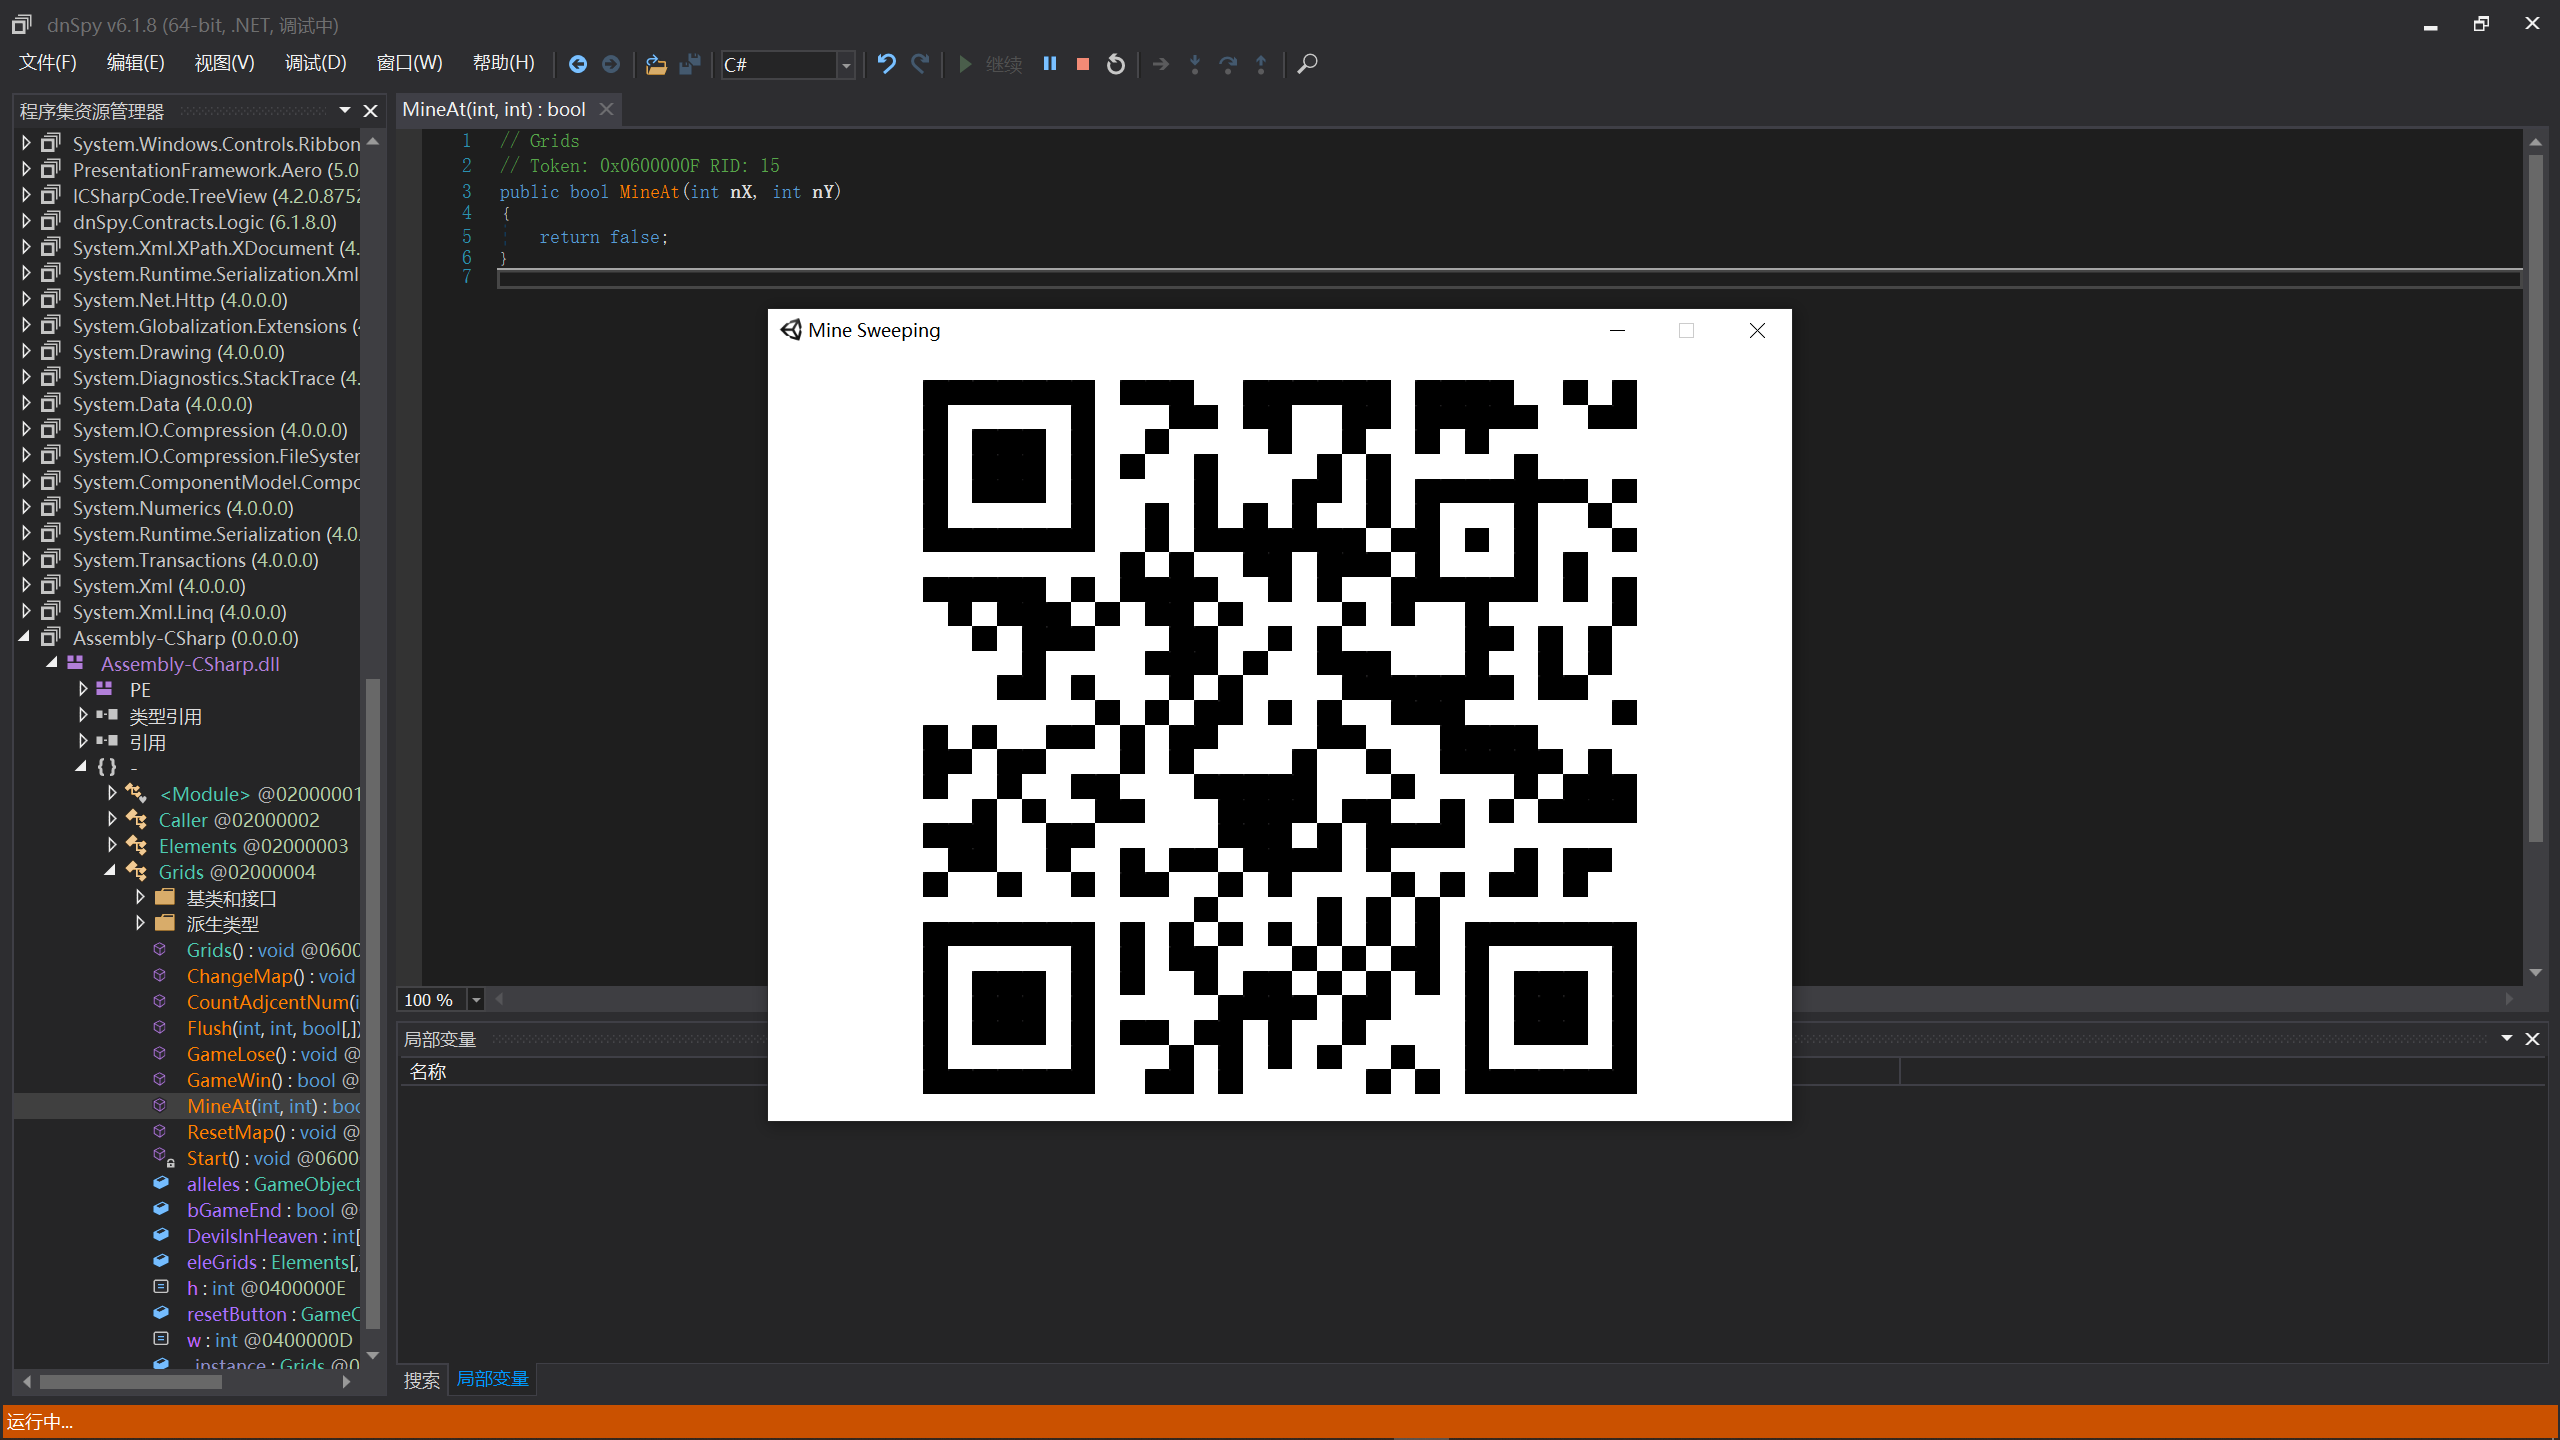 dnSpy v6.1.8 (64-bit, .NET, 调试中)
文件(F) 编辑(E) 视图(V) 调试(D) 窗口(W) 帮助(H) C# 继续
程序集资源管理器
System.Windows.Controls.Ribbon
PresentationFramework.Aero (5.0
ICSharpCode.TreeView (4.2.0.8752
dnSpy.Contracts.Logic (6.1.8.0)
System.Xml.XPath.XDocument (4.
System.Runtime.Serialization.Xml
System.Net.Http (4.0.0.0)
System.Globalization.Extensions (4
System.Drawing (4.0.0.0)
System.Diagnostics.StackTrace (4.
System.Data (4.0.0.0)
System.IO.Compression (4.0.0.0)
System.IO.Compression.FileSyster
System.ComponentModel.Compo
System.Numerics (4.0.0.0)
System.Runtime.Serialization (4.0.
System.Transactions (4.0.0.0)
System.Xml (4.0.0.0)
System.Xml.Linq (4.0.0.0)
Assembly-CSharp (0.0.0.0)
Assembly-CSharp.dll
PE
类型引用
引用
{ } -
<Module> @02000001
Caller @02000002
Elements @02000003
Grids @02000004
基类和接口
派生类型
Grids() : void @0600
ChangeMap() : void
CountAdjcentNum(i
Flush(int, int, bool[,])
GameLose() : void @
GameWin() : bool @
MineAt(int, int) : boo
ResetMap() : void @
Start() : void @0600
alleles : GameObject
bGameEnd : bool @
DevilsInHeaven : int[
eleGrids : Elements[,
h : int @0400000E
resetButton : GameO
w : int @0400000D
_instance : Grids @0
MineAt(int, int) : bool
1 // Grids
2 // Token: 0x0600000F RID: 15
3 public bool MineAt(int nX, int nY)
4 {
5 return false;
6 }
7
Mine Sweeping
100 %
局部变量
名称
搜索 局部变量
运行中...